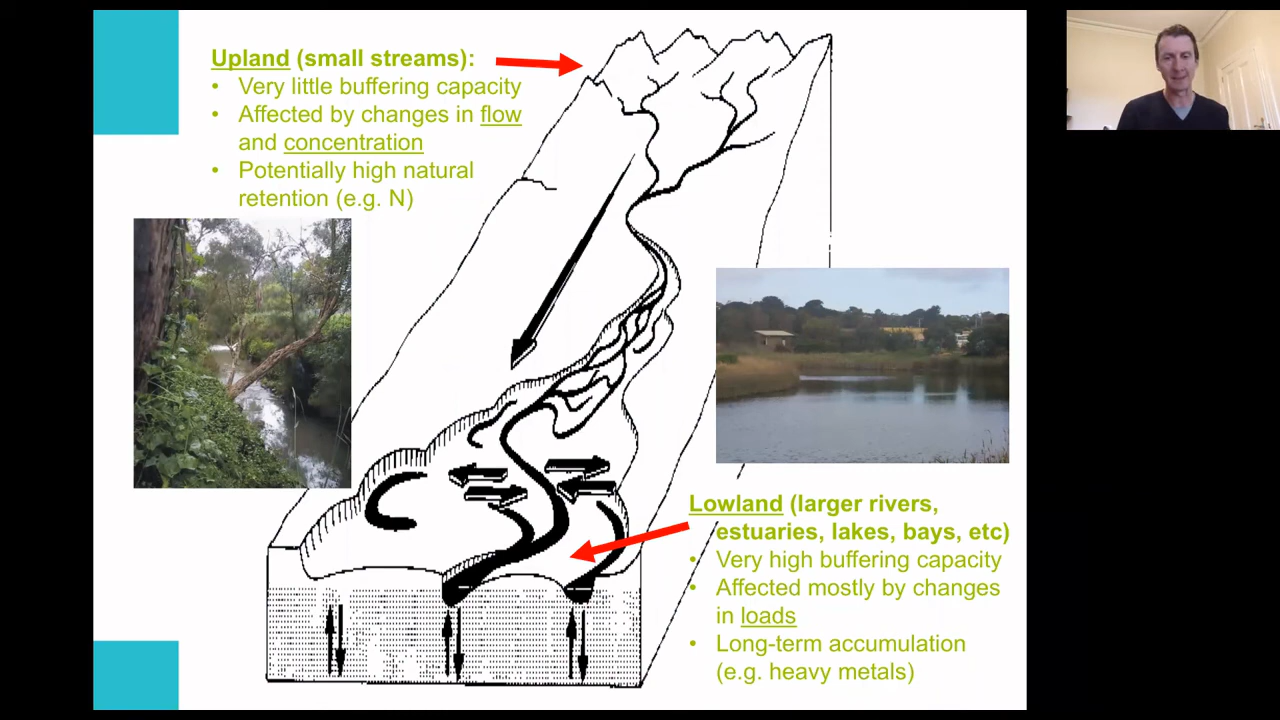 Upland (small streams):
• Very little buffering capacity
• Affected by changes in flow
and concentration
• Potentially high natural
retention (e.g. N)
Lowland (larger rivers,
estuaries, lakes, bays, etc)
• Very high buffering capacity
• Affected mostly by changes
in loads
• Long-term accumulation
(e.g. heavy metals)